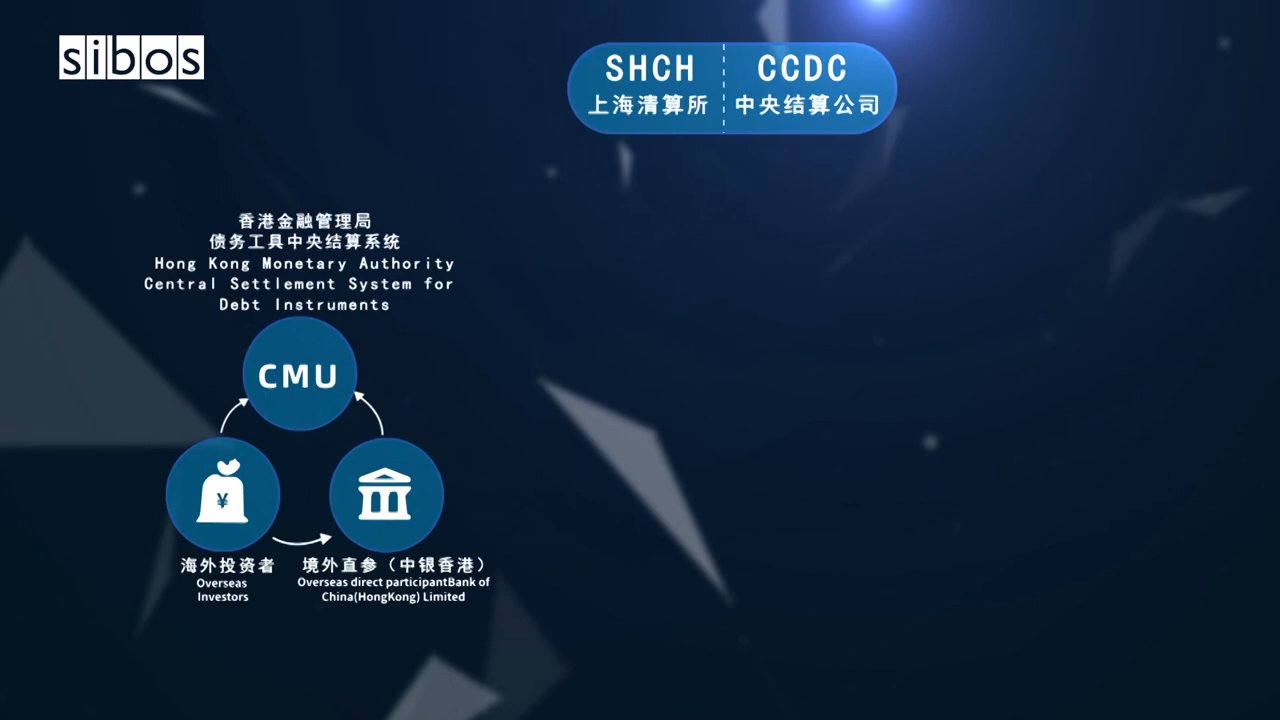 sibos
SHCH
上海清算所
CCDC
中央结算公司
香港金融管理局
债务工具中央结算系统
Hong Kong Monetary Authority
Central Settlement System for
Debt Instruments
CMU
¥
海外投资者
Overseas
Investors
境外直参（中银香港）
Overseas direct participantBank of
China(HongKong) Limited